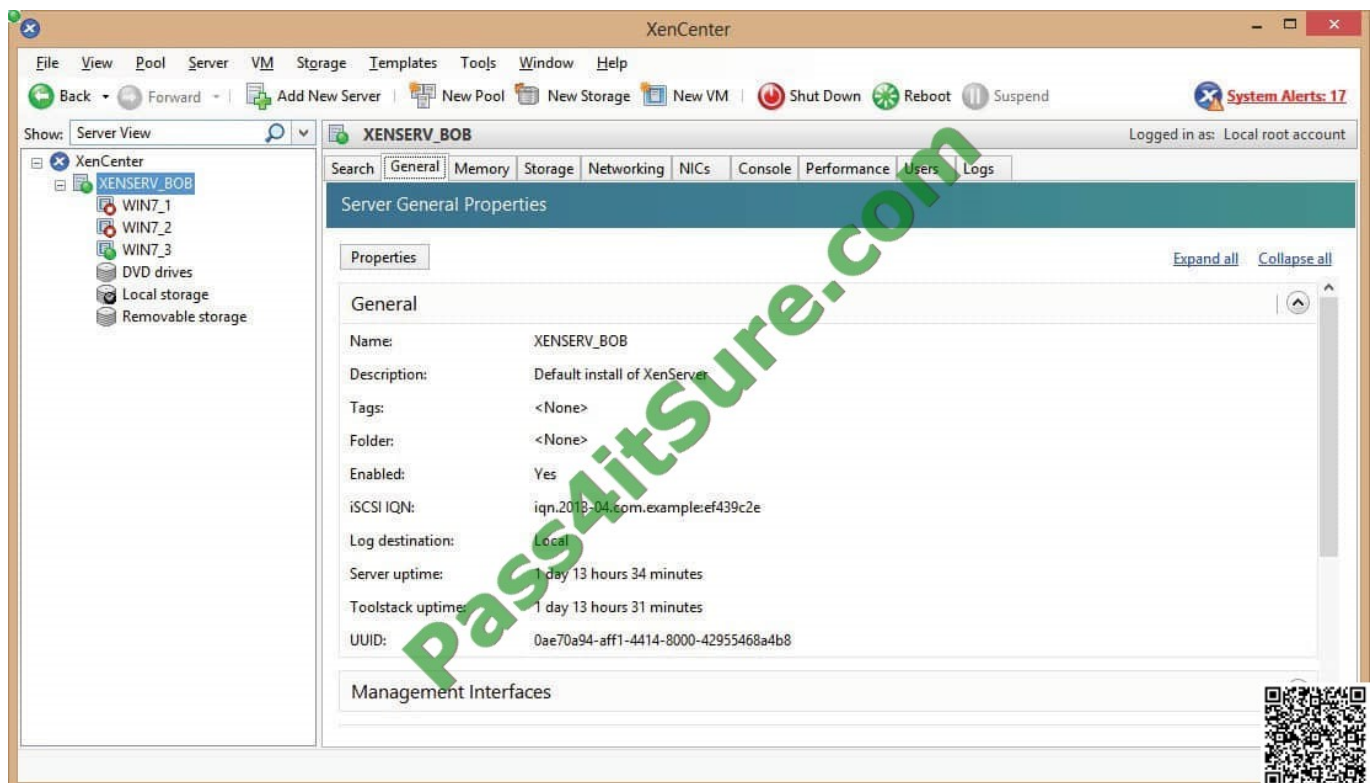 XenCenter
File View Pool Server VM Storage Templates Tools Window Help
Back Forward Add New Server New Pool New Storage New VM Shut Down Reboot Suspend System Alerts: 17
Show: Server View
XENSERV_BOB Logged in as: Local root account
XenCenter
XENSERV_BOB
WIN7_1
WIN7_2
WIN7_3
DVD drives
Local storage
Removable storage
Search General Memory Storage Networking NICs Console Performance Users Logs
Server General Properties
Properties Expand all Collapse all
General
Name: XENSERV_BOB
Description: Default install of XenServer
Tags: <None>
Folder: <None>
Enabled: Yes
iSCSI IQN: iqn.2013-04.com.example:ef439c2e
Log destination: Local
Server uptime: 1 day 13 hours 34 minutes
Toolstack uptime: 1 day 13 hours 31 minutes
UUID: 0ae70a94-aff1-4414-8000-42955468a4b8
Management Interfaces
Pass4itSure.com